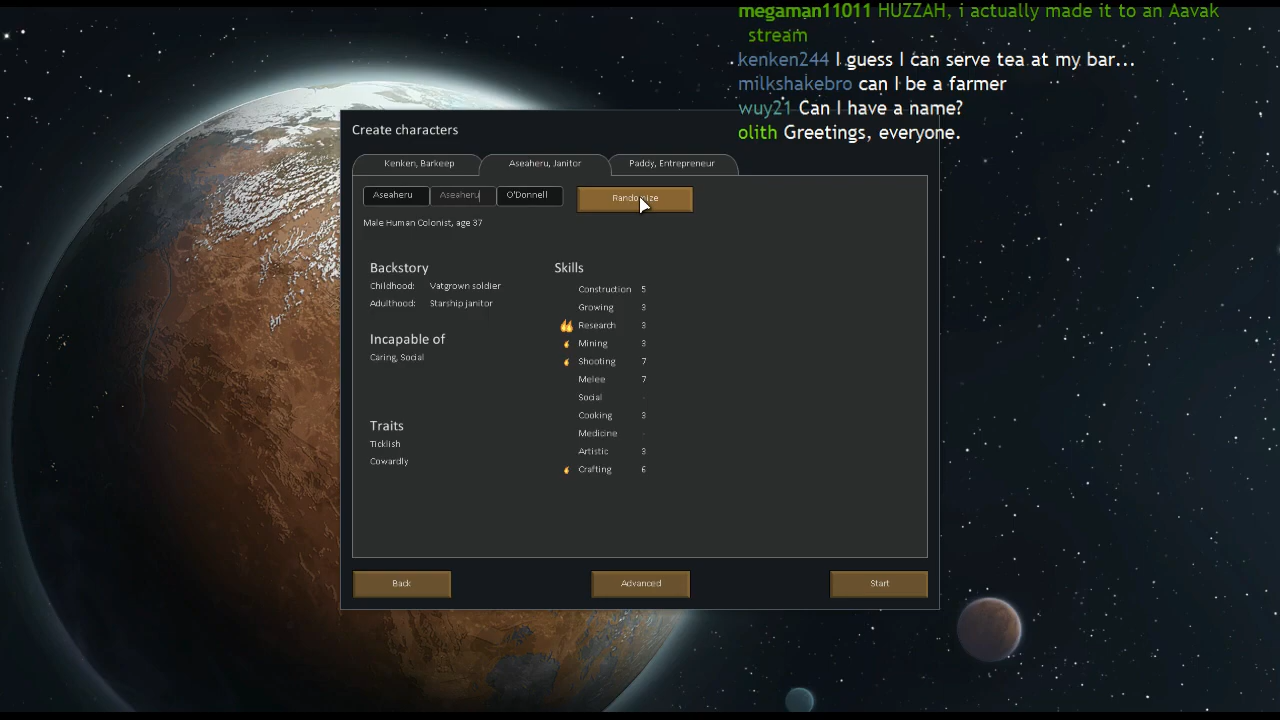 megaman11011 HUZZAH, i actually made it to an Aavak
stream
kenken244 I guess I can serve tea at my bar...
milkshakebro can I be a farmer
wuy21 Can I have a name?
olith Greetings, everyone.
Create characters
Kenken, Barkeep
Aseaheru, Janitor
Paddy, Entrepreneur
Aseaheru
Aseaheru
O'Donnell
Randomize
Male Human Colonist, age 37
Backstory
Childhood: Vatgrown soldier
Adulthood: Starship janitor
Incapable of
Caring, Social
Traits
Ticklish
Cowardly
Skills
Construction 5
Growing 3
Research 3
Mining 3
Shooting 7
Melee 7
Social -
Cooking 3
Medicine -
Artistic 3
Crafting 6
Back
Advanced
Start